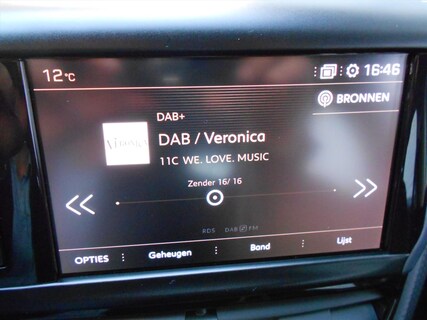 12°C 16:46
BRONNEN
DAB+
VERONICA
DAB / Veronica
11C WE. LOVE. MUSIC
Zender 16/ 16
RDS DAB FM
OPTIES Geheugen Band Lijst